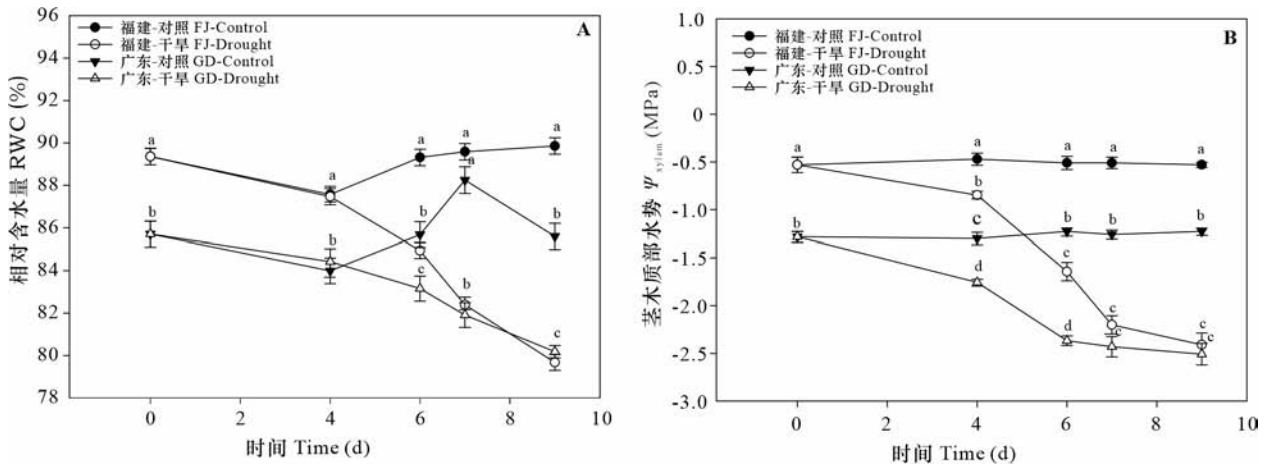 96
94
92
90
88
86
84
82
80
78
相对含水量 RWC (%)
福建-对照 FJ-Control
福建-干旱 FJ-Drought
广东-对照 GD-Control
广东-干旱 GD-Drought
A
a
b
a
b
a
b
c
a
a
b
a
b
c
0
2
4
6
8
10
时间 Time (d)
1.0
0.5
0
-0.5
-1.0
-1.5
-2.0
-2.5
-3.0
茎木质部水势 Ψxylam (MPa)
福建-对照 FJ-Control
福建-干旱 FJ-Drought
广东-对照 GD-Control
广东-干旱 GD-Drought
B
a
b
a
b
c
d
a
b
c
d
a
b
c
c
a
b
c
c
0
2
4
6
8
10
时间 Time (d)